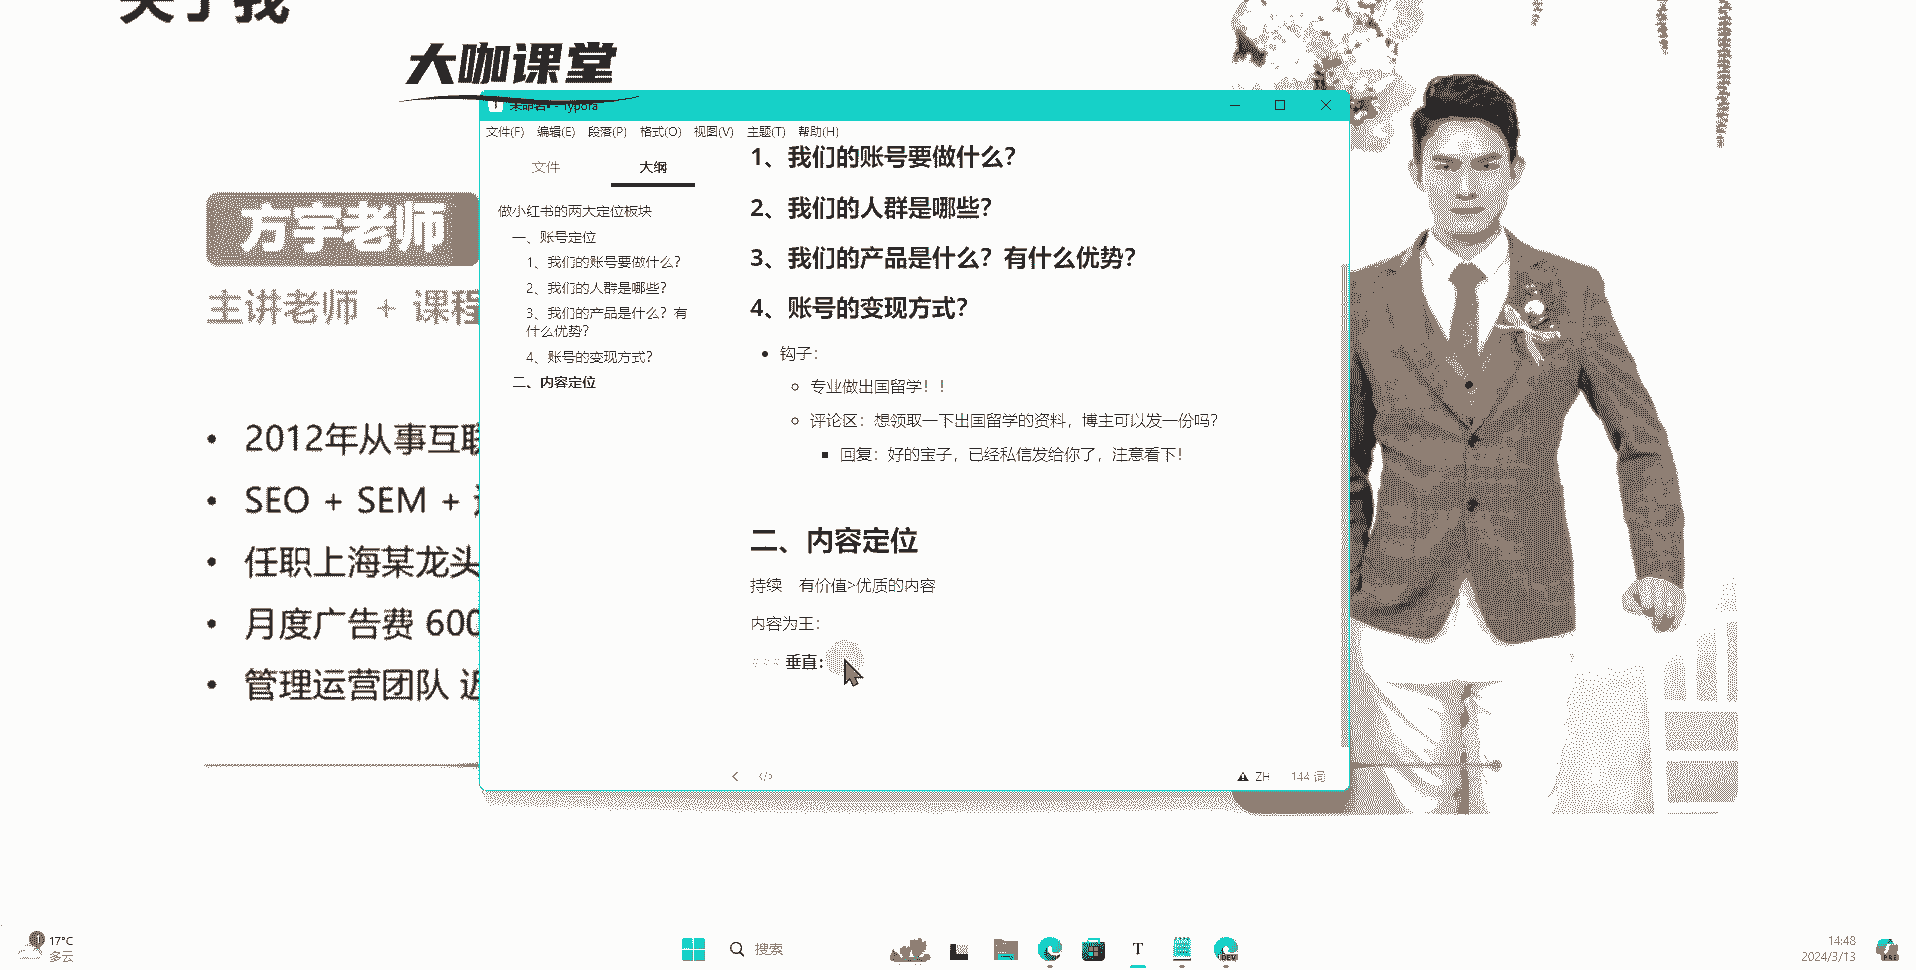 关于我
大咖课堂
未命名• - Typora
文件(F) 编辑(E) 段落(P) 格式(O) 视图(V) 主题(T) 帮助(H)
文件 大纲
做小红书的两大定位板块
一、账号定位
1、我们的账号要做什么？
2、我们的人群是哪些？
3、我们的产品是什么？有
什么优势？
4、账号的变现方式？
二、内容定位
1、我们的账号要做什么？
2、我们的人群是哪些？
3、我们的产品是什么？有什么优势？
4、账号的变现方式？
• 钩子：
专业做出国留学！！
评论区：想领取一下出国留学的资料，博主可以发一份吗？
回复：好的宝子，已经私信发给你了，注意看下！
二、内容定位
持续 有价值>优质的内容
内容为王：
### 垂直：
</> ZH 144 词
方宇老师
主讲老师 + 课程
• 2012年从事互联
• SEO + SEM +
• 任职上海某龙头
• 月度广告费 600
• 管理运营团队 近
1
17°C
多云
搜索
T
DEV
14:48
2024/3/13
PRE